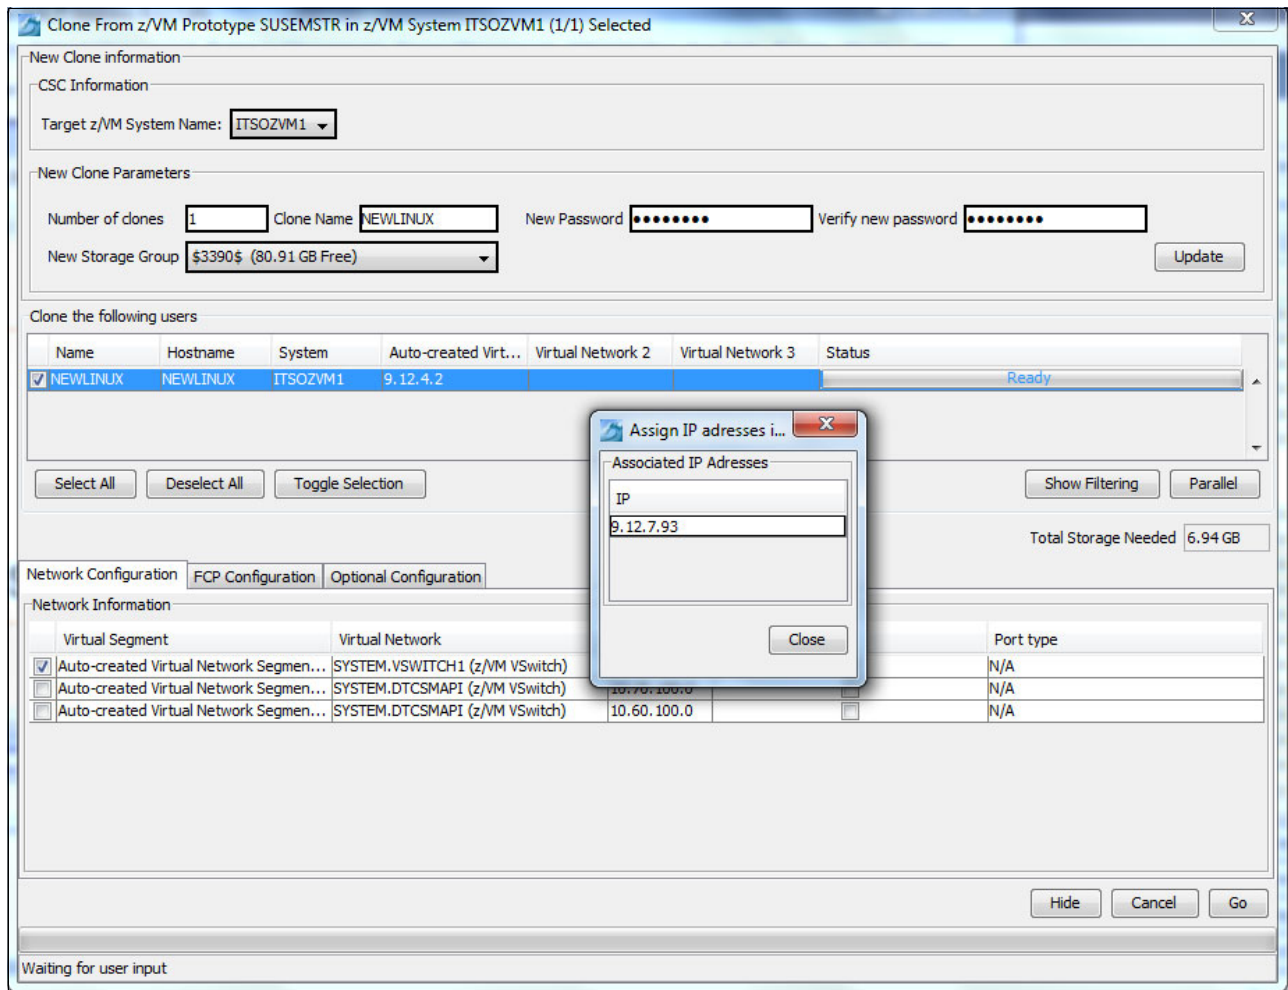 Clone From z/VM Prototype SUSEMSTR in z/VM System ITSOZVM1 (1/1) Selected
New Clone information
CSC Information
Target z/VM System Name: ITSOZVM1
New Clone Parameters
Number of clones 1 Clone Name NEWLINUX New Password ●●●●●●●● Verify new password ●●●●●●●●
New Storage Group $3390$ (80.91 GB Free) Update
Clone the following users
Name Hostname System Auto-created Virt... Virtual Network 2 Virtual Network 3 Status
NEWLINUX NEWLINUX ITSOZVM1 9.12.4.2 Ready
Assign IP adresses i...
Associated IP Adresses
IP
9.12.7.93
Close
Select All Deselect All Toggle Selection Show Filtering Parallel
Total Storage Needed 6.94 GB
Network Configuration FCP Configuration Optional Configuration
Network Information
Virtual Segment Virtual Network Port type
Auto-created Virtual Network Segmen... SYSTEM.VSWITCH1 (z/VM VSwitch) N/A
Auto-created Virtual Network Segmen... SYSTEM.DTCSMAPI (z/VM VSwitch) 10.70.100.0 N/A
Auto-created Virtual Network Segmen... SYSTEM.DTCSMAPI (z/VM VSwitch) 10.60.100.0 N/A
Hide Cancel Go
Waiting for user input